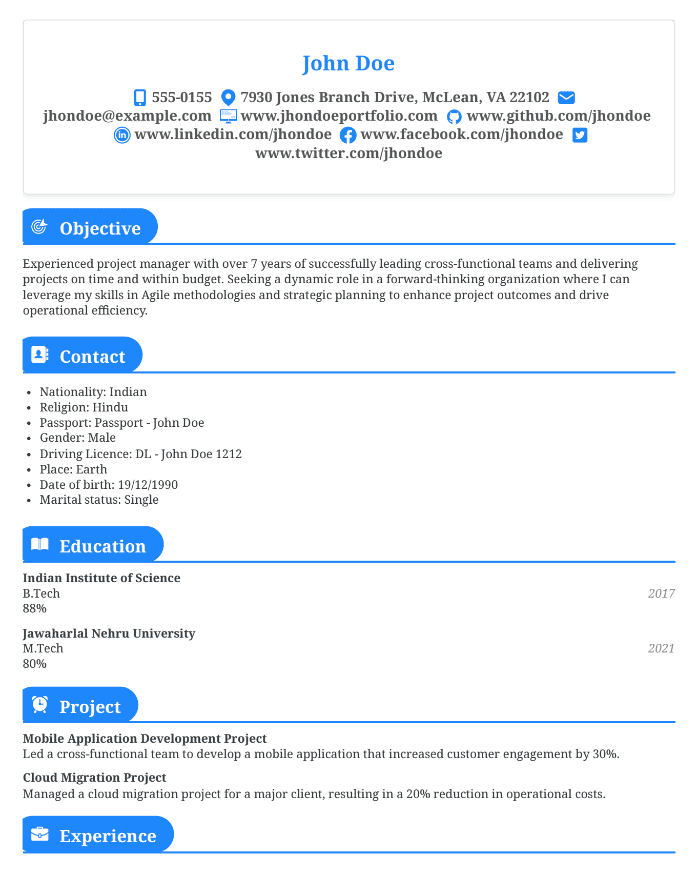 John Doe
555-0155 7930 Jones Branch Drive, McLean, VA 22102
jhondoe@example.com www.jhondoeportfolio.com www.github.com/jhondoe
www.linkedin.com/jhondoe www.facebook.com/jhondoe
www.twitter.com/jhondoe
Objective
Experienced project manager with over 7 years of successfully leading cross-functional teams and delivering
projects on time and within budget. Seeking a dynamic role in a forward-thinking organization where I can
leverage my skills in Agile methodologies and strategic planning to enhance project outcomes and drive
operational efficiency.
Contact
• Nationality: Indian
• Religion: Hindu
• Passport: Passport - John Doe
• Gender: Male
• Driving Licence: DL - John Doe 1212
• Place: Earth
• Date of birth: 19/12/1990
• Marital status: Single
Education
Indian Institute of Science
B.Tech 2017
88%
Jawaharlal Nehru University
M.Tech 2021
80%
Project
Mobile Application Development Project
Led a cross-functional team to develop a mobile application that increased customer engagement by 30%.
Cloud Migration Project
Managed a cloud migration project for a major client, resulting in a 20% reduction in operational costs.
Experience